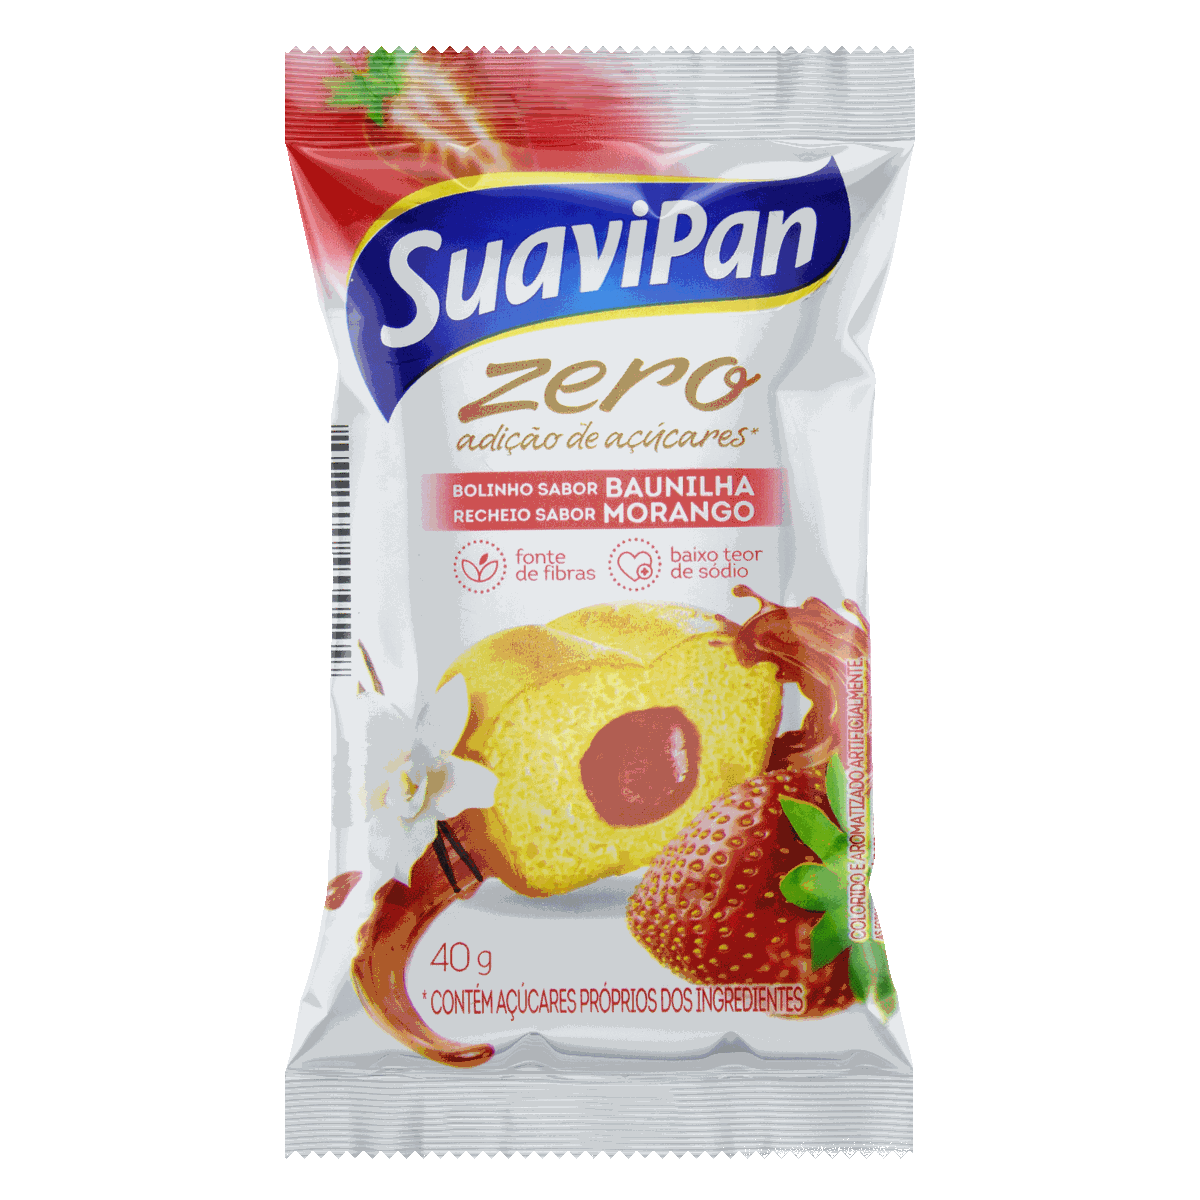 SuaviPan
zero
adição de açúcares*
BOLINHO SABOR BAUNILHA
RECHEIO SABOR MORANGO
fonte
de fibras
baixo teor
de sódio
COLORIDO E AROMATIZADO ARTIFICIALMENTE.
40 g
* CONTÉM AÇÚCARES PRÓPRIOS DOS INGREDIENTES